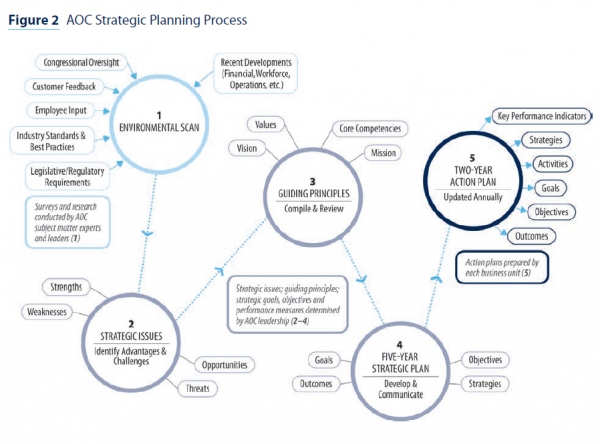 Figure 2 AOC Strategic Planning Process
Congressional Oversight
Customer Feedback
Employee Input
Industry Standards &
Best Practices
Legislative/Regulatory
Requirements
Recent Developments
(Financial, Workforce,
Operations, etc.)
1
ENVIRONMENTAL SCAN
Surveys and research
conducted by AOC
subject matter experts
and leaders (1)
Strengths
Weaknesses
2
STRATEGIC ISSUES
Identify Advantages &
Challenges
Opportunities
Threats
Values
Vision
Core Competencies
Mission
3
GUIDING PRINCIPLES
Compile & Review
Strategic issues; guiding principles;
strategic goals, objectives and
performance measures determined
by AOC leadership (2–4)
Goals
Outcomes
4
FIVE-YEAR
STRATEGIC PLAN
Develop &
Communicate
Objectives
Strategies
5
TWO-YEAR
ACTION PLAN
Updated Annually
Key Performance Indicators
Strategies
Activities
Goals
Objectives
Outcomes
Action plans prepared by
each business unit (5)